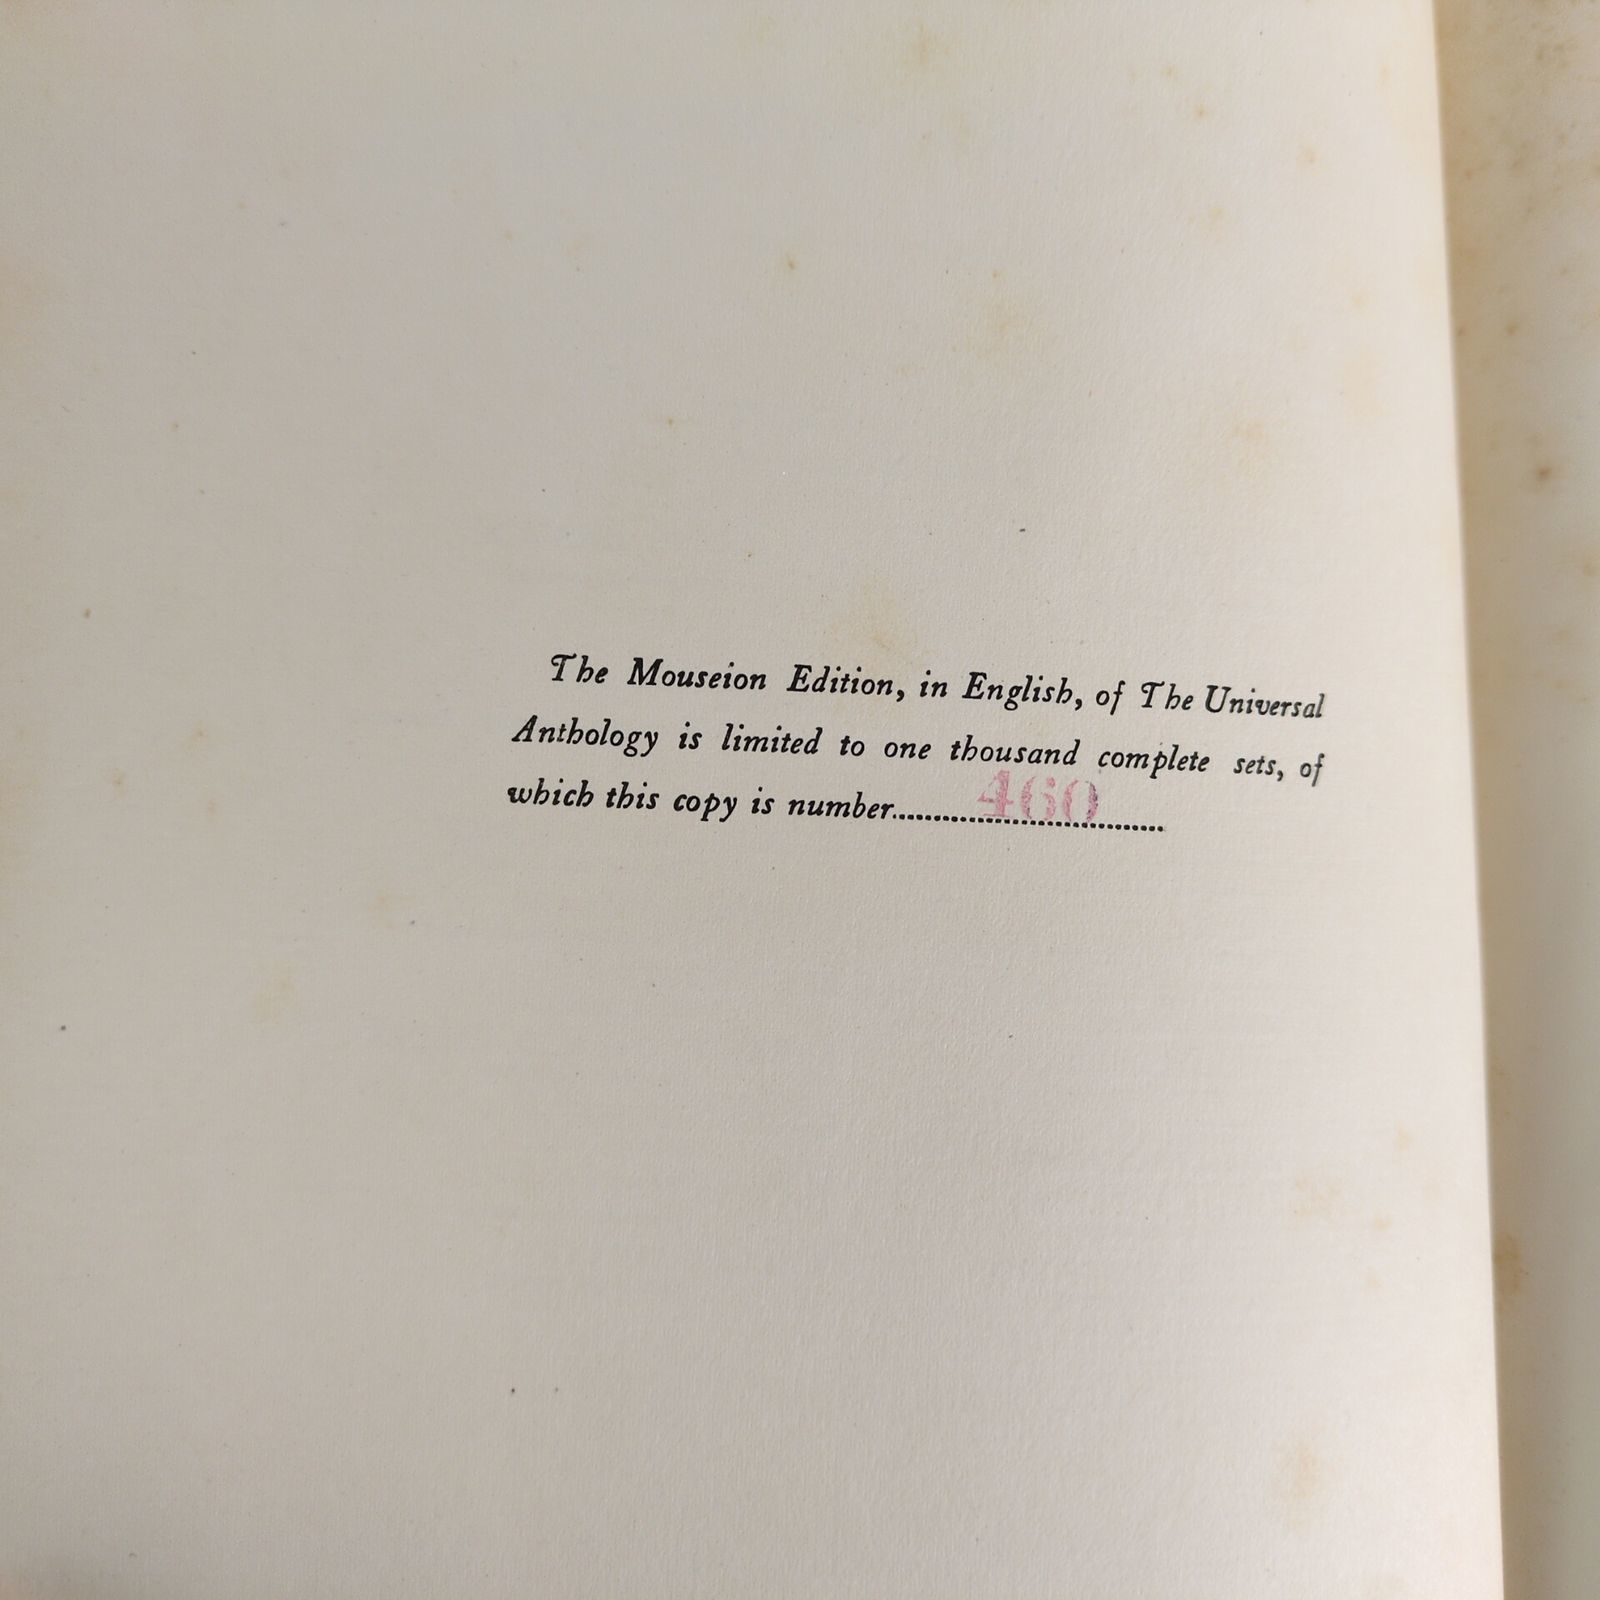 The Mouseion Edition, in English, of The Universal
Anthology is limited to one thousand complete sets, of
which this copy is number..............460..............